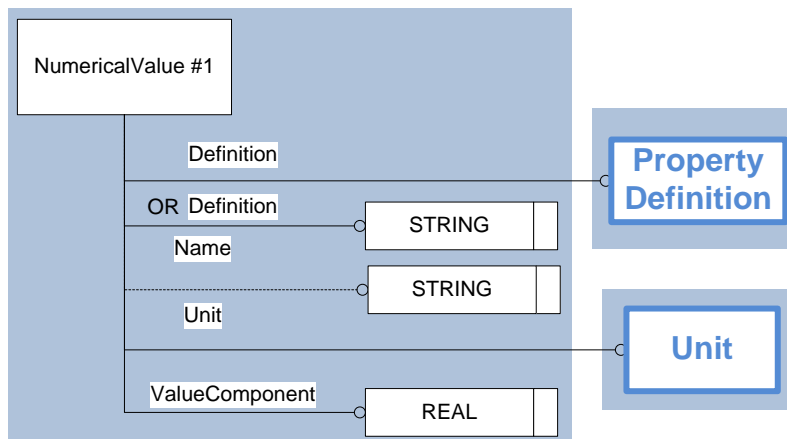 NumericalValue #1
Definition
Property
Definition
OR Definition
STRING
Name
STRING
Unit
Unit
ValueComponent
REAL